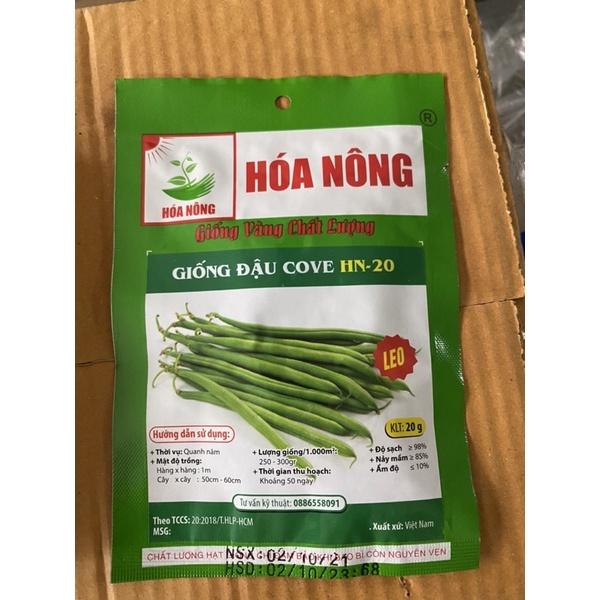 ®
HÓA NÔNG
HÓA NÔNG
Giống Vàng Chất Lượng
GIỐNG ĐẬU COVE HN-20
LEO
KLT: 20 g
Hướng dẫn sử dụng:
+ Thời vụ: Quanh năm
+ Mật độ trồng:
Hàng x hàng : 1m
Cây x cây : 50cm - 60cm
+ Lượng giống/1.000m²:
250 - 300gr
+ Thời gian thu hoạch:
Khoảng 50 ngày
+ Độ sạch ≥ 98%
+ Nảy mầm ≥ 85%
+ Ẩm độ ≤ 10%
Tư vấn kỹ thuật: 0886558091
Theo TCCS: 20:2018/T.HLP-HCM
MSG:
. Xuất xứ: Việt Nam
CHẤT LƯỢNG HẠT BAO BÌ CÒN NGUYÊN VẸN
NSX:02/10/21
HSD:02/10/23:68